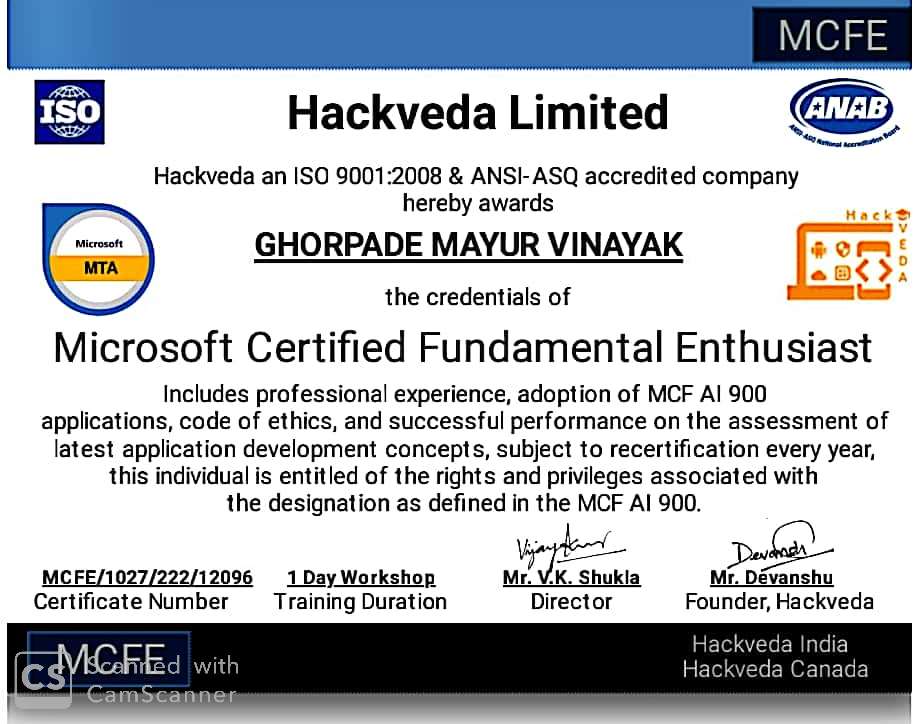 MCFE
ISO
Hackveda Limited
ANAB
ANSI-ASQ National Accreditation Board
Hackveda an ISO 9001:2008 & ANSI-ASQ accredited company
hereby awards
GHORPADE MAYUR VINAYAK
Microsoft
MTA
HackVEDA
the credentials of
Microsoft Certified Fundamental Enthusiast
Includes professional experience, adoption of MCF AI 900
applications, code of ethics, and successful performance on the assessment of
latest application development concepts, subject to recertification every year,
this individual is entitled of the rights and privileges associated with
the designation as defined in the MCF AI 900.
Vijay Kumar
Devansh
MCFE/1027/222/12096 1 Day Workshop Mr. V.K. Shukla Mr. Devanshu
Certificate Number Training Duration Director Founder, Hackveda
MCFE
Hackveda India
Hackveda Canada
CS Scanned with
CamScanner